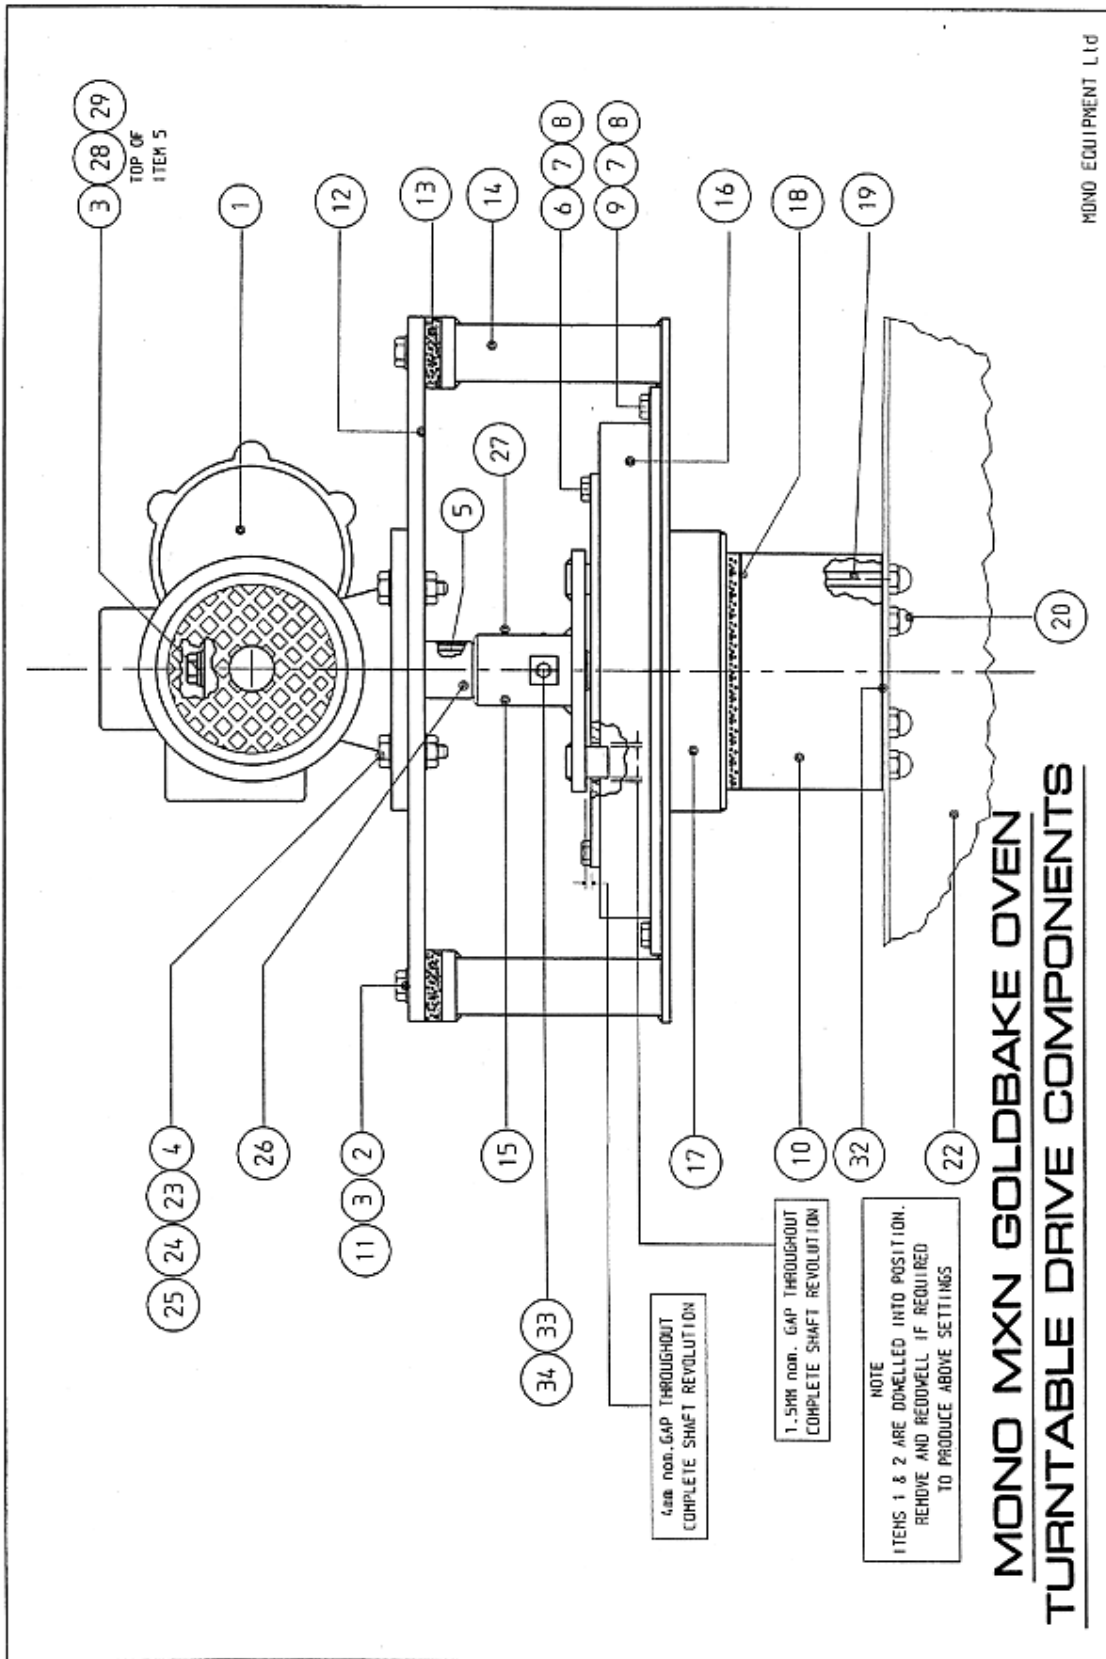 3 28 29
TOP OF
ITEM 5
1
12
13
14
6 7 8
9 7 8
16
18
19
27
5
20
25 24 23 4
26
11 3 2
15
34 33
17
10
32
22
4mm nom.GAP THROUGHOUT
COMPLETE SHAFT REVOLUTION
1.5MM nom. GAP THROUGHOUT
COMPLETE SHAFT REVOLUTION
NOTE
ITEMS 1 & 2 ARE DOWELLED INTO POSITION.
REMOVE AND REDOWELL IF REQUIRED
TO PRODUCE ABOVE SETTINGS
MONO MXN GOLDBAKE OVEN
TURNTABLE DRIVE COMPONENTS
MONO EQUIPMENT Ltd